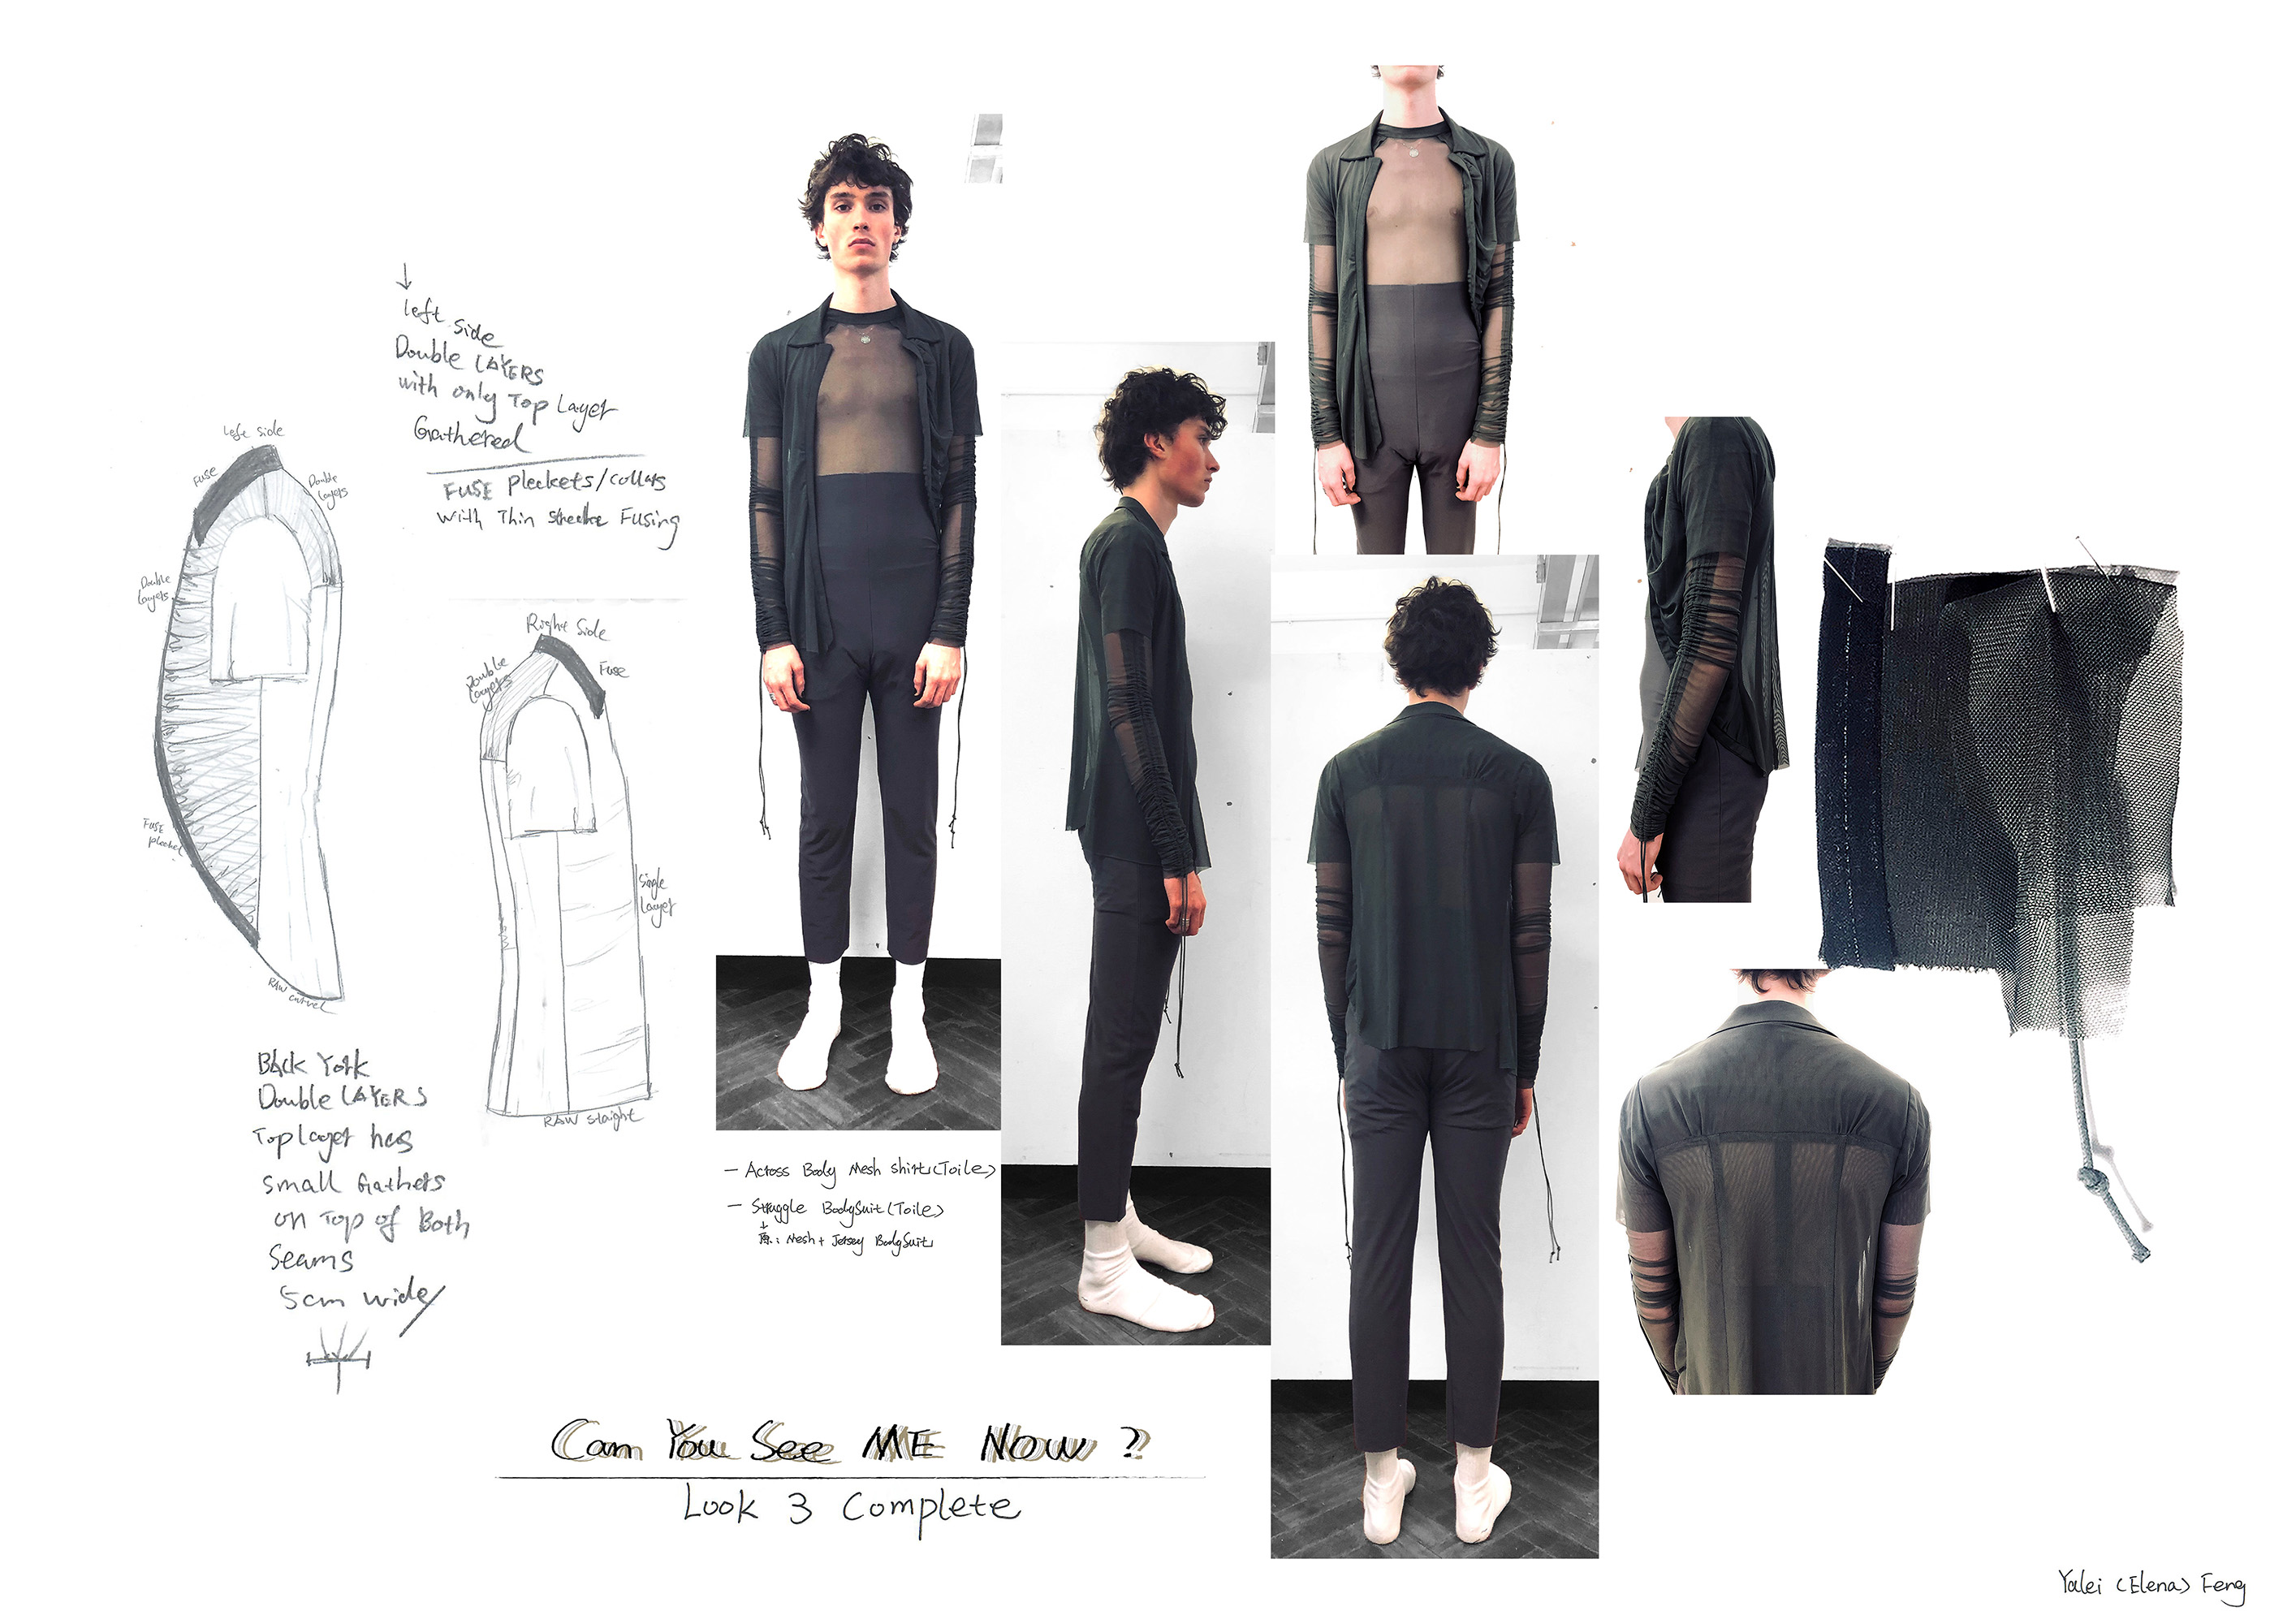 ↓
left side
Double LAYERS
with only Top Layer
Gathered
FUSE Plackets/collars
with Thin Fusing
left side
FUSE
Double
layers
Double
layers
FUSE
placket
RAW curved
Right Side
Double
layers
Fuse
Single
layer
RAW straight
Back York
Double LAYERS
Top layer has
small Gathers
on Top of Both
Seams
5cm wide
— Across Body Mesh Shirt (Toile)
— Struggle BodySuit (Toile)
↓
原: Mesh + Jersey BodySuit
Can You See ME Now ?
Look 3 Complete
Yalei (Elena) Feng